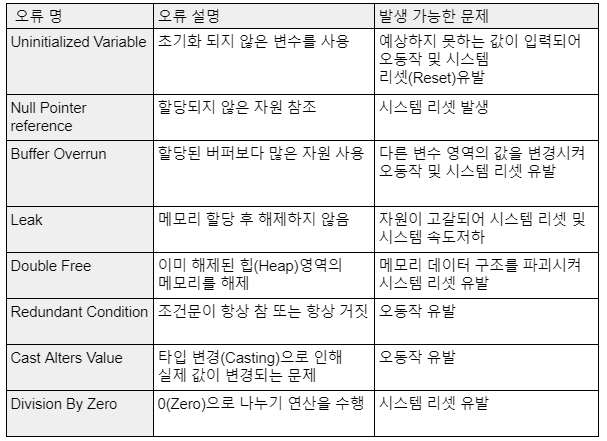 오류 명 오류 설명 발생 가능한 문제
Uninitialized Variable 초기화 되지 않은 변수를 사용 예상하지 못하는 값이 입력되어
오동작 및 시스템
리셋(Reset)유발
Null Pointer 할당되지 않은 자원 참조 시스템 리셋 발생
reference
Buffer Overrun 할당된 버퍼보다 많은 자원 사용 다른 변수 영역의 값을 변경시켜
오동작 및 시스템 리셋 유발
Leak 메모리 할당 후 해제하지 않음 자원이 고갈되어 시스템 리셋 및
시스템 속도저하
Double Free 이미 해제된 힙(Heap)영역의 메모리 데이터 구조를 파괴시켜
메모리를 해제 시스템 리셋 유발
Redundant Condition 조건문이 항상 참 또는 항상 거짓 오동작 유발
Cast Alters Value 타입 변경(Casting)으로 인해 오동작 유발
실제 값이 변경되는 문제
Division By Zero 0(Zero)으로 나누기 연산을 수행 시스템 리셋 유발